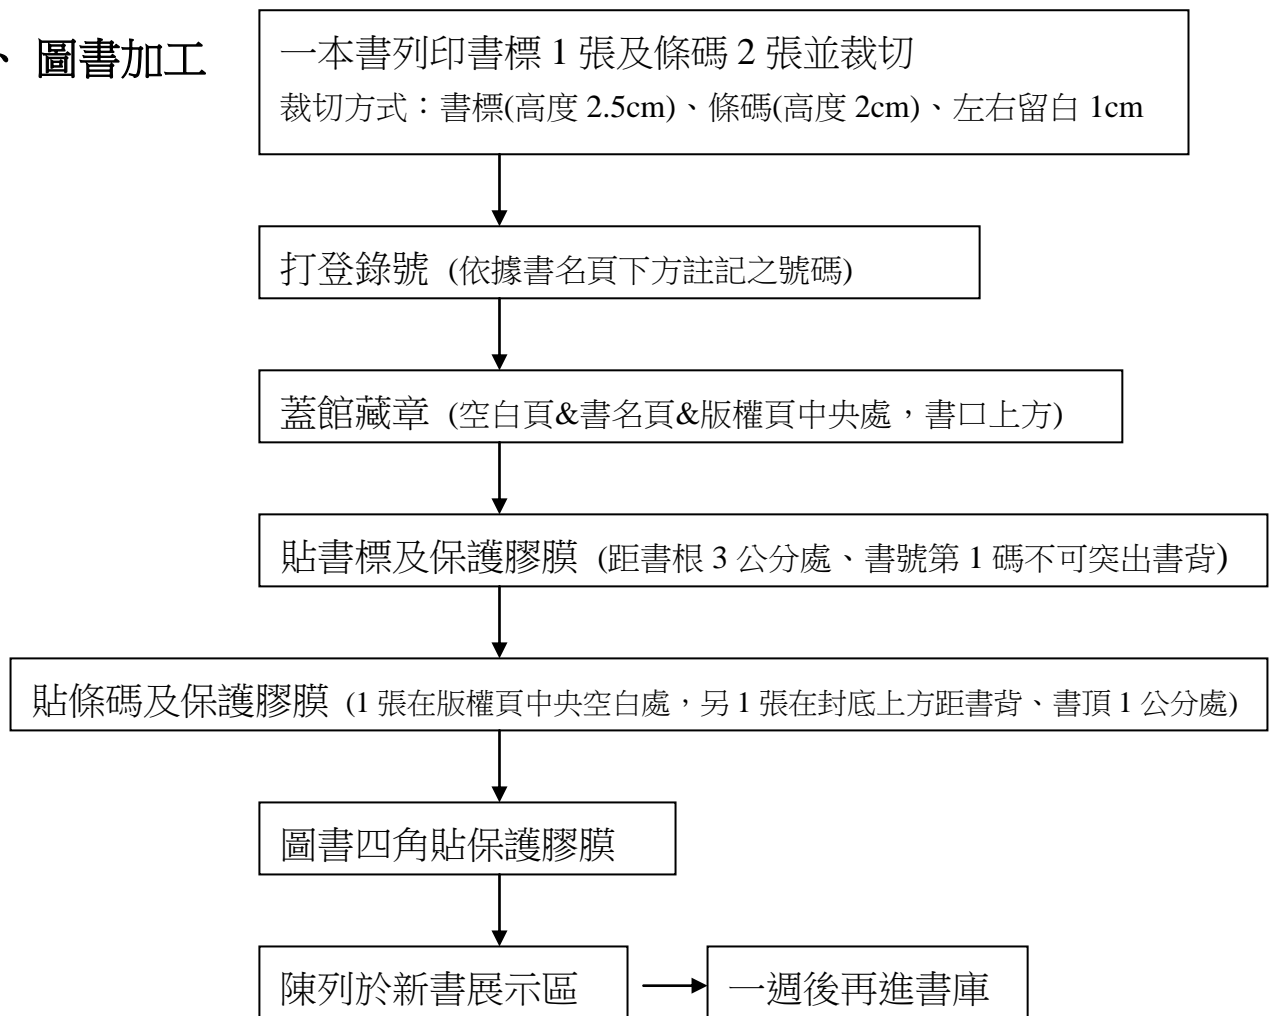 、 圖書加工
一本書列印書標 1 張及條碼 2 張並裁切
裁切方式：書標(高度 2.5cm)、條碼(高度 2cm)、左右留白 1cm
打登錄號 (依據書名頁下方註記之號碼)
蓋館藏章 (空白頁&書名頁&版權頁中央處，書口上方)
貼書標及保護膠膜 (距書根 3 公分處、書號第 1 碼不可突出書背)
貼條碼及保護膠膜 (1 張在版權頁中央空白處，另 1 張在封底上方距書背、書頂 1 公分處)
圖書四角貼保護膠膜
陳列於新書展示區
一週後再進書庫